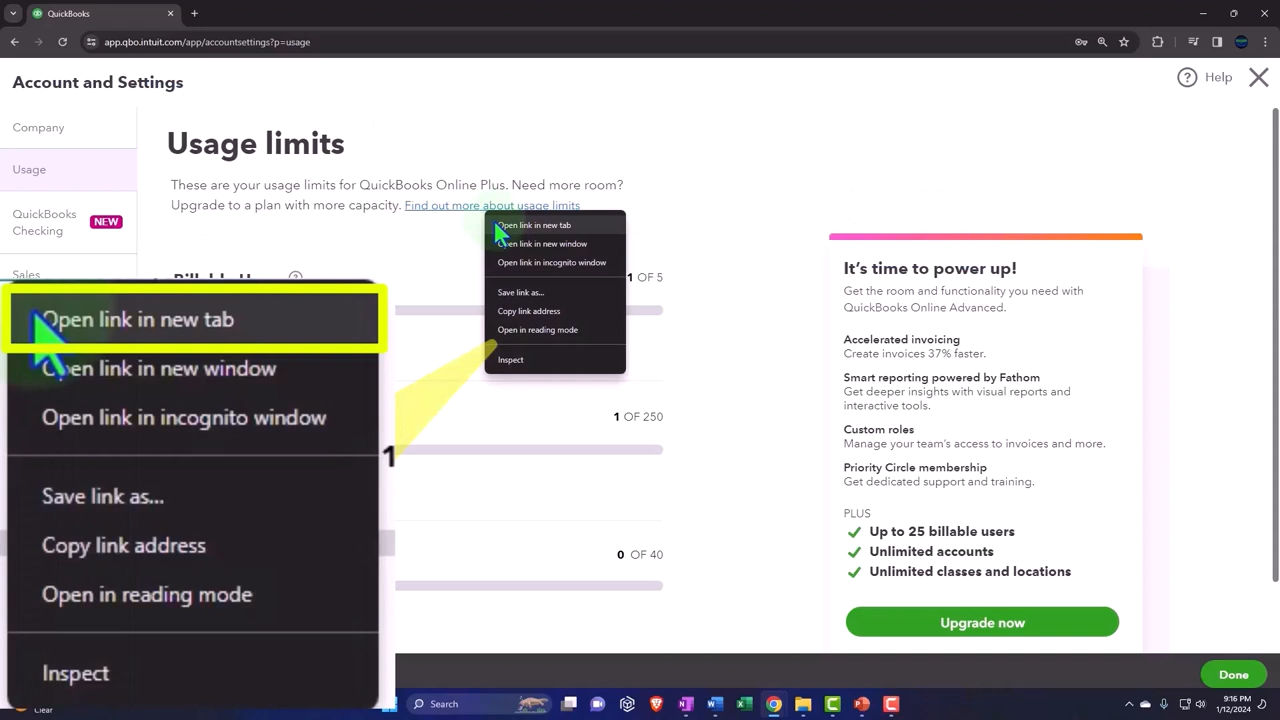 QuickBooks
app.qbo.intuit.com/app/accountsettings?p=usage
Account and Settings
Help
Company
Usage
QuickBooks
Checking
NEW
Sales
Usage limits
These are your usage limits for QuickBooks Online Plus. Need more room?
Upgrade to a plan with more capacity. Find out more about usage limits
Open link in new tab
Open link in new window
Open link in incognito window
Save link as...
Copy link address
Open in reading mode
Inspect
1 OF 5
1 OF 250
0 OF 40
It's time to power up!
Get the room and functionality you need with
QuickBooks Online Advanced.
Accelerated invoicing
Create invoices 37% faster.
Smart reporting powered by Fathom
Get deeper insights with visual reports and
interactive tools.
Custom roles
Manage your team's access to invoices and more.
Priority Circle membership
Get dedicated support and training.
PLUS
Up to 25 billable users
Unlimited accounts
Unlimited classes and locations
Upgrade now
Done
Open link in new tab
Open link in new window
Open link in incognito window
Save link as...
Copy link address
Open in reading mode
Inspect
1
Clear
Search
9:16 PM
1/12/2024